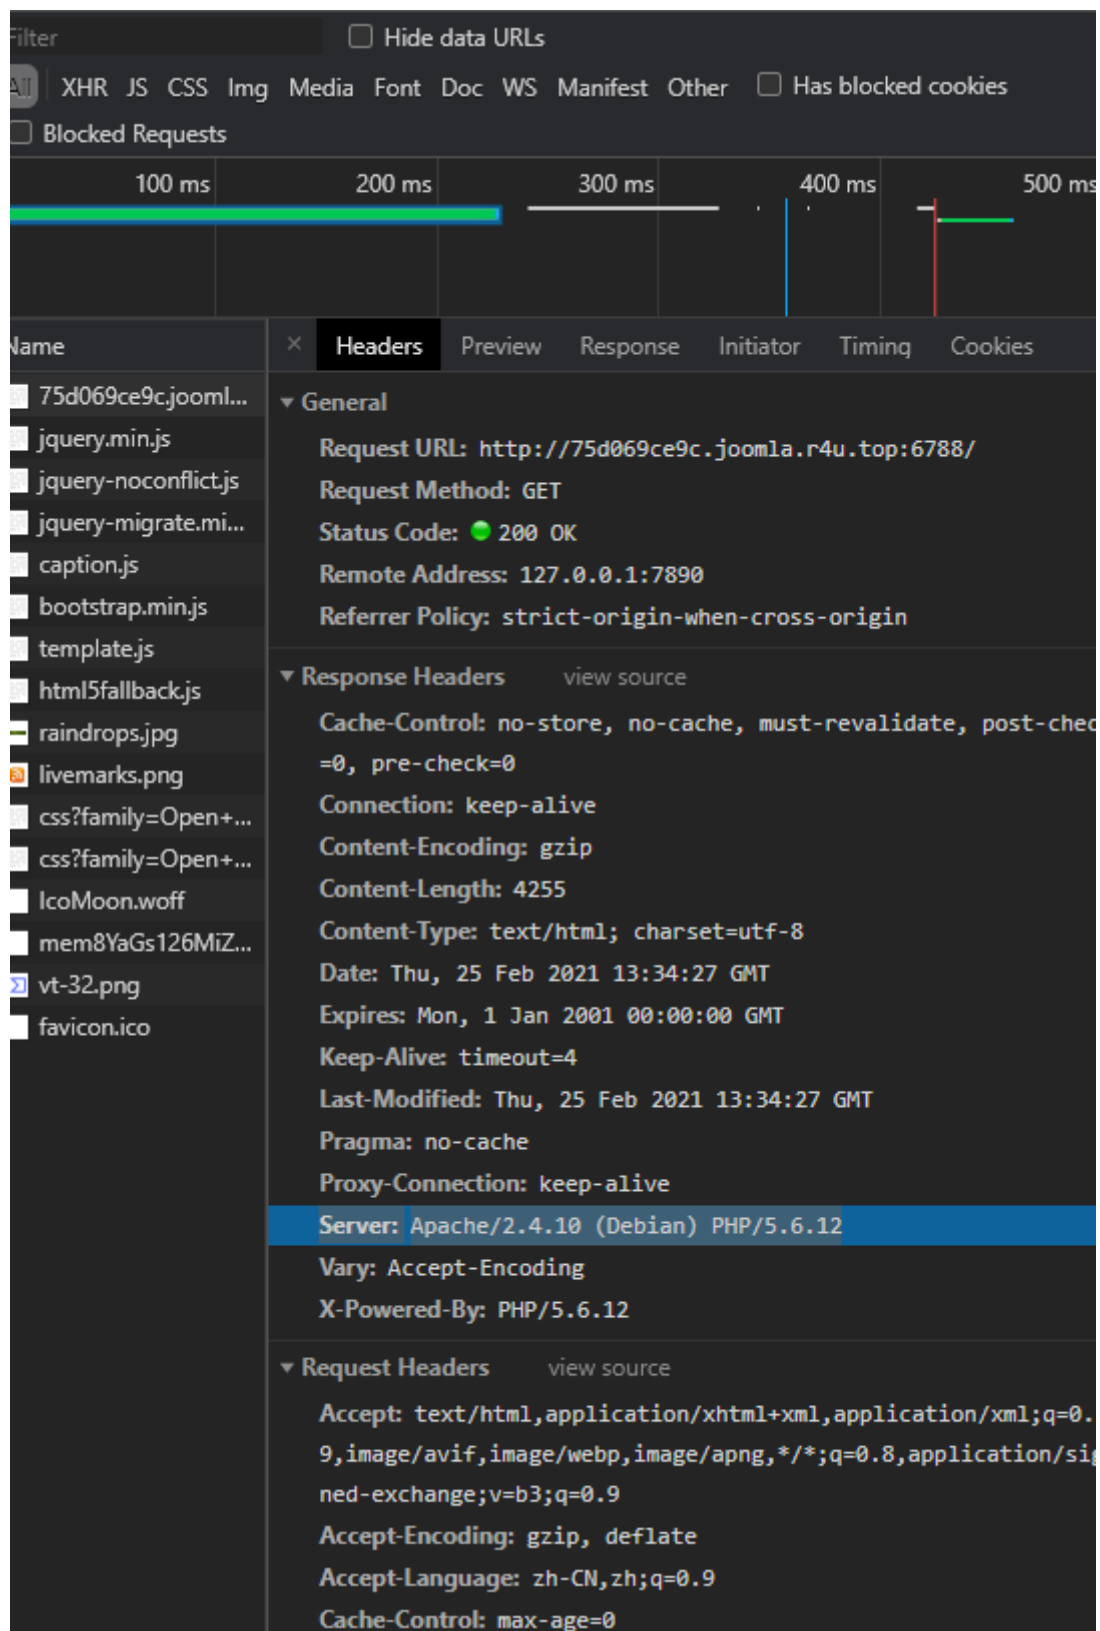 Filter
Hide data URLs
All XHR JS CSS Img Media Font Doc WS Manifest Other Has blocked cookies
Blocked Requests
100 ms 200 ms 300 ms 400 ms 500 ms
Name
Headers Preview Response Initiator Timing Cookies
75d069ce9c.jooml...
jquery.min.js
jquery-noconflict.js
jquery-migrate.mi...
caption.js
bootstrap.min.js
template.js
html5fallback.js
raindrops.jpg
livemarks.png
css?family=Open+...
css?family=Open+...
IcoMoon.woff
mem8YaGs126MiZ...
vt-32.png
favicon.ico
General
Request URL: http://75d069ce9c.joomla.r4u.top:6788/
Request Method: GET
Status Code: 200 OK
Remote Address: 127.0.0.1:7890
Referrer Policy: strict-origin-when-cross-origin
Response Headers view source
Cache-Control: no-store, no-cache, must-revalidate, post-chec
=0, pre-check=0
Connection: keep-alive
Content-Encoding: gzip
Content-Length: 4255
Content-Type: text/html; charset=utf-8
Date: Thu, 25 Feb 2021 13:34:27 GMT
Expires: Mon, 1 Jan 2001 00:00:00 GMT
Keep-Alive: timeout=4
Last-Modified: Thu, 25 Feb 2021 13:34:27 GMT
Pragma: no-cache
Proxy-Connection: keep-alive
Server: Apache/2.4.10 (Debian) PHP/5.6.12
Vary: Accept-Encoding
X-Powered-By: PHP/5.6.12
Request Headers view source
Accept: text/html,application/xhtml+xml,application/xml;q=0.
9,image/avif,image/webp,image/apng,*/*;q=0.8,application/sig
ned-exchange;v=b3;q=0.9
Accept-Encoding: gzip, deflate
Accept-Language: zh-CN,zh;q=0.9
Cache-Control: max-age=0